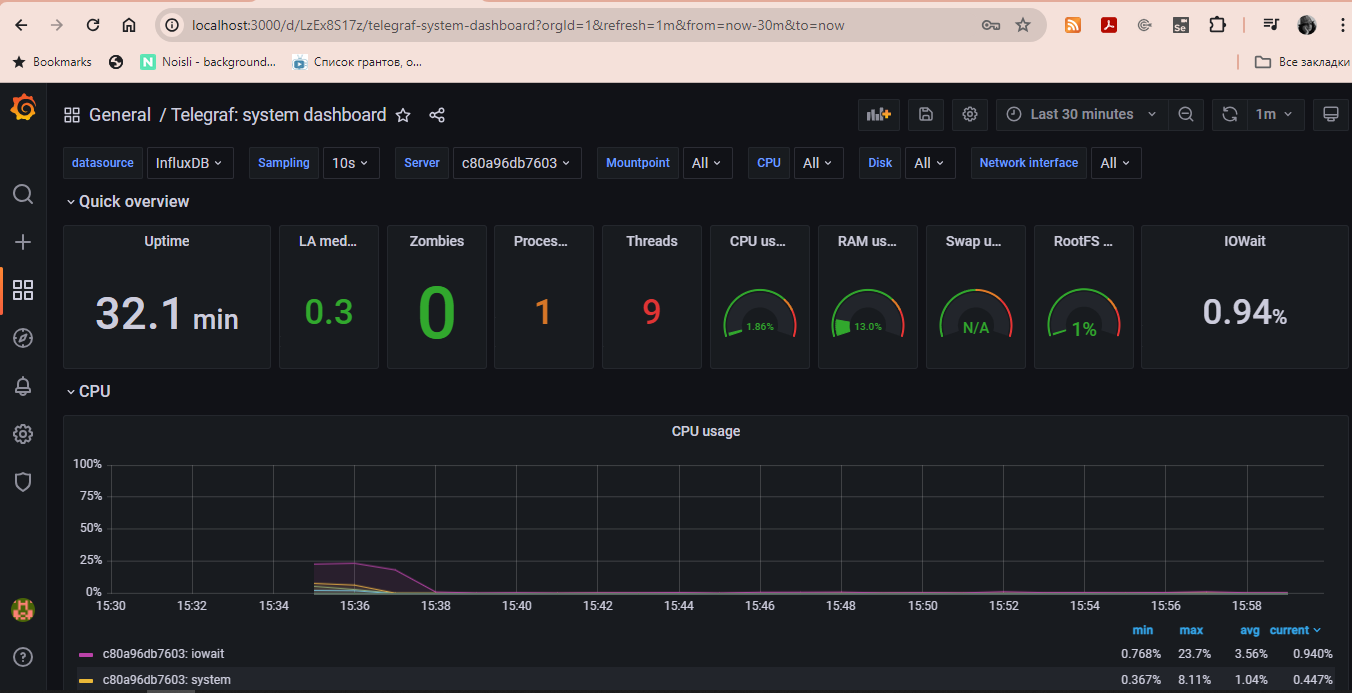 localhost:3000/d/LzEx8S17z/telegraf-system-dashboard?orgId=1&refresh=1m&from=now-30m&to=now
Se
Bookmarks
N Noisli - background...
Список грантов, о...
Все закладки
General / Telegraf: system dashboard
Last 30 minutes
1m
datasource InfluxDB Sampling 10s Server c80a96db7603 Mountpoint All CPU All Disk All Network interface All
Quick overview
Uptime LA med... Zombies Proces... Threads CPU us... RAM us... Swap u... RootFS ... IOWait
32.1 min 0.3 0 1 9 1.86% 13.0% N/A 1% 0.94%
CPU
CPU usage
100%
75%
50%
25%
0%
15:30 15:32 15:34 15:36 15:38 15:40 15:42 15:44 15:46 15:48 15:50 15:52 15:54 15:56 15:58
min max avg current
c80a96db7603: iowait 0.768% 23.7% 3.56% 0.940%
c80a96db7603: system 0.367% 8.11% 1.04% 0.447%